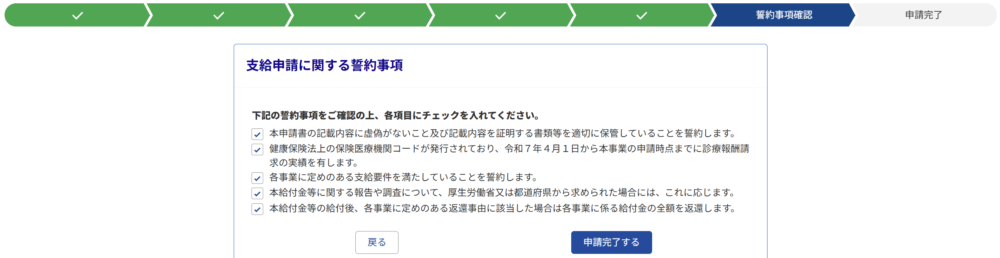 誓約事項確認
申請完了
支給申請に関する誓約事項
下記の誓約事項をご確認の上、各項目にチェックを入れてください。
本申請書の記載内容に虚偽がないこと及び記載内容を証明する書類等を適切に保管していることを誓約します。
健康保険法上の保険医療機関コードが発行されており、令和７年４月１日から本事業の申請時点までに診療報酬請
求の実績を有します。
各事業に定めのある支給要件を満たしていることを誓約します。
本給付金等に関する報告や調査について、厚生労働省又は都道府県から求められた場合には、これに応じます。
本給付金等の給付後、各事業に定めのある返還事由に該当した場合は各事業に係る給付金の全額を返還します。
戻る
申請完了する